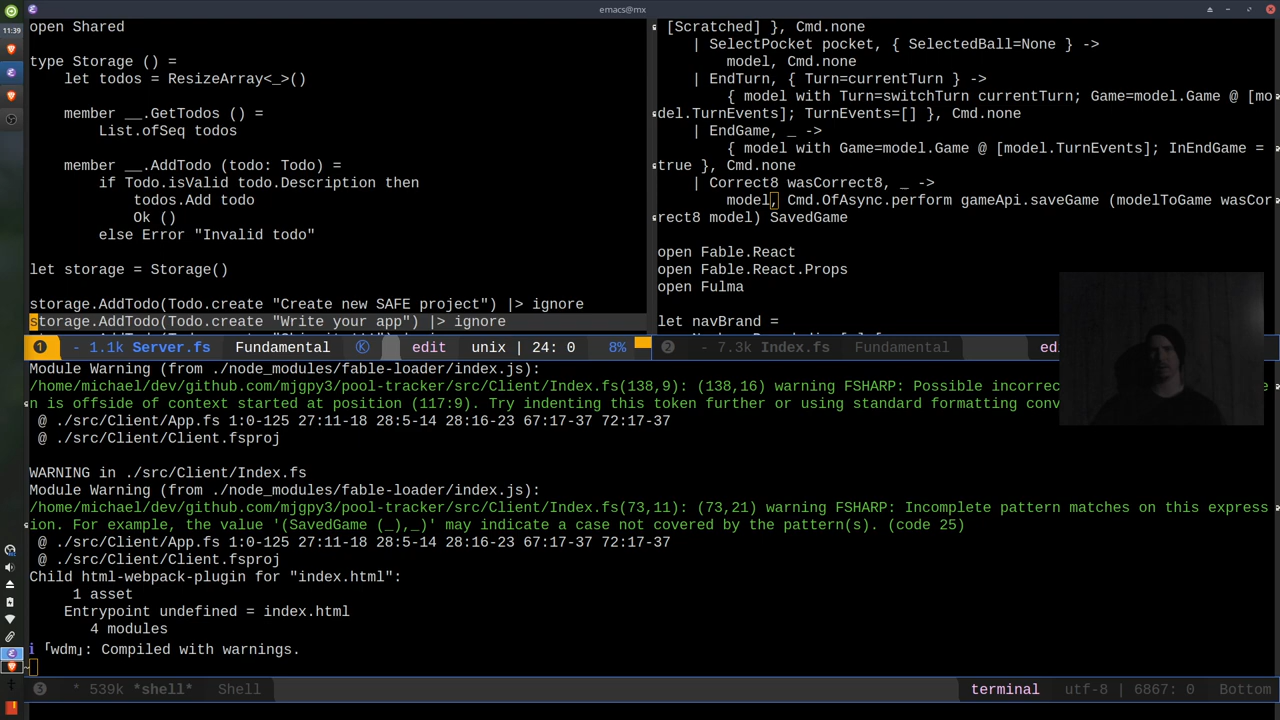 emacs@mx
11:39
open Shared
type Storage () =
let todos = ResizeArray<_>()
member __.GetTodos () =
List.ofSeq todos
member __.AddTodo (todo: Todo) =
if Todo.isValid todo.Description then
todos.Add todo
Ok ()
else Error "Invalid todo"
let storage = Storage()
storage.AddTodo(Todo.create "Create new SAFE project") |> ignore
storage.AddTodo(Todo.create "Write your app") |> ignore
1 - 1.1k Server.fs Fundamental K edit unix | 24: 0 8%
[Scratched] }, Cmd.none
| SelectPocket pocket, { SelectedBall=None } ->
model, Cmd.none
| EndTurn, { Turn=currentTurn } ->
{ model with Turn=switchTurn currentTurn; Game=model.Game @ [mo
del.TurnEvents]; TurnEvents=[] }, Cmd.none
| EndGame, _ ->
{ model with Game=model.Game @ [model.TurnEvents]; InEndGame =
true }, Cmd.none
| Correct8 wasCorrect8, _ ->
model, Cmd.OfAsync.perform gameApi.saveGame (modelToGame wasCor
rect8 model) SavedGame
open Fable.React
open Fable.React.Props
open Fulma
let navBrand =
2 - 7.3k Index.fs Fundamental
Module Warning (from ./node_modules/fable-loader/index.js):
/home/michael/dev/github.com/mjgpy3/pool-tracker/src/Client/Index.fs(138,9): (138,16) warning FSHARP: Possible incorrec
n is offside of context started at position (117:9). Try indenting this token further or using standard formatting conv
@ ./src/Client/App.fs 1:0-125 27:11-18 28:5-14 28:16-23 67:17-37 72:17-37
@ ./src/Client/Client.fsproj
WARNING in ./src/Client/Index.fs
Module Warning (from ./node_modules/fable-loader/index.js):
/home/michael/dev/github.com/mjgpy3/pool-tracker/src/Client/Index.fs(73,11): (73,21) warning FSHARP: Incomplete pattern matches on this express
ion. For example, the value '(SavedGame (_),_)' may indicate a case not covered by the pattern(s). (code 25)
@ ./src/Client/App.fs 1:0-125 27:11-18 28:5-14 28:16-23 67:17-37 72:17-37
@ ./src/Client/Client.fsproj
Child html-webpack-plugin for "index.html":
1 asset
Entrypoint undefined = index.html
4 modules
i ｢wdm｣: Compiled with warnings.
3 * 539k *shell* Shell terminal utf-8 | 6867: 0 Bottom